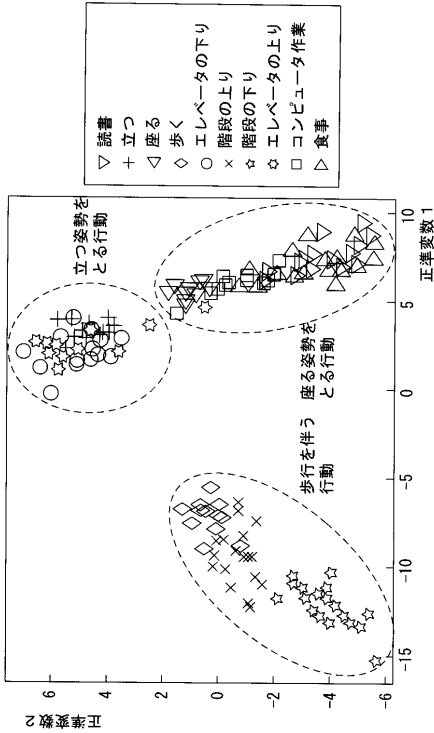 正準変数2
6
4
2
0
-2
-4
-6
-15
-10
-5
0
5
10
正準変数1
立つ姿勢を
とる行動
歩行を伴う
行動
座る姿勢を
とる行動
読書
立つ
座る
歩く
エレベータの下り
階段の上り
階段の下り
エレベータの上り
コンピュータ作業
食事